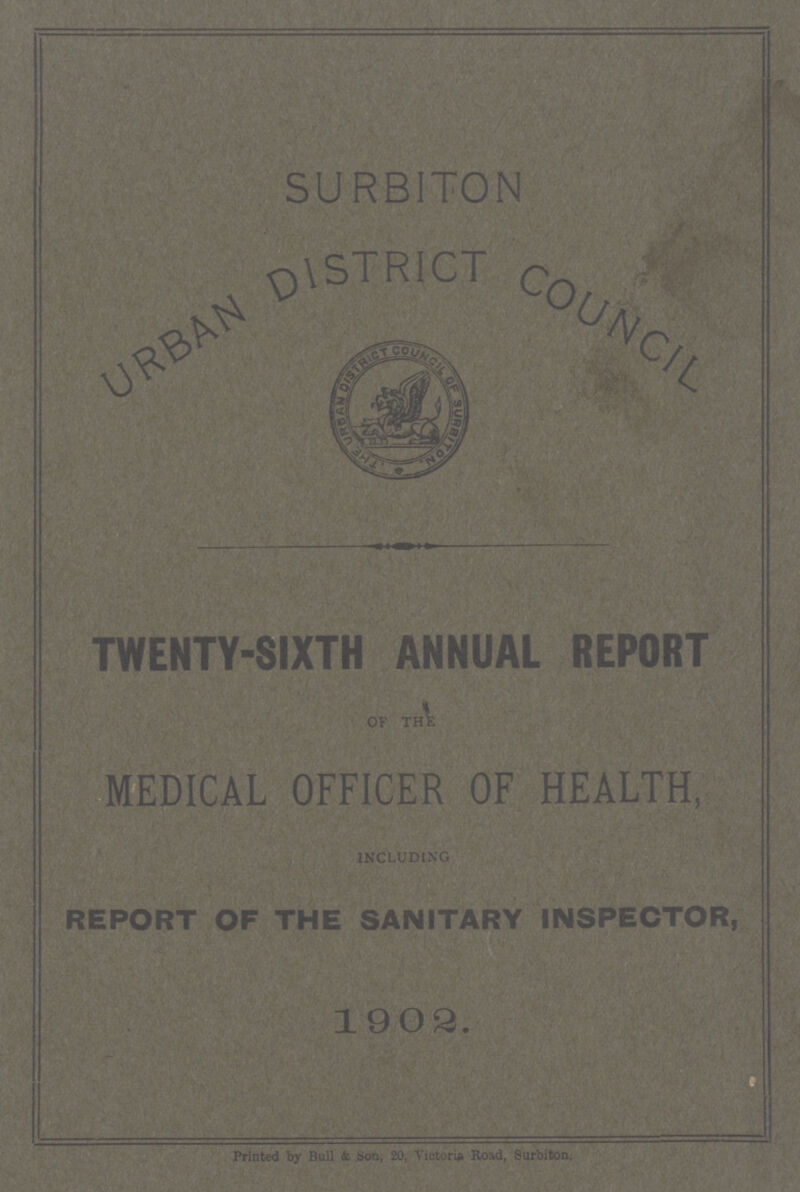 SURBITON
URBAN DISTRICT COUNCIL
THE URBAN DISTRICT COUNCIL OF SURBITON.
TWENTY-SIXTH ANNUAL REPORT
OF THE
MEDICAL OFFICER OF HEALTH,
INCLUDING
REPORT OF THE SANITARY INSPECTOR,
1902.
Printed by Bull & Son, 20, Victoria Road, Surbiton.